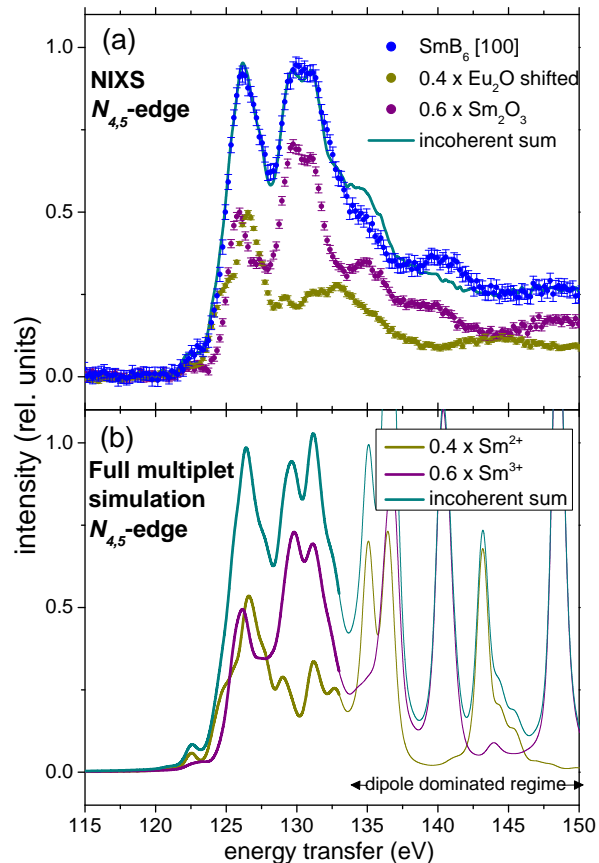 (a)
NIXS
N4,5-edge
SmB6 [100]
0.4 x Eu2O shifted
0.6 x Sm2O3
incoherent sum
1.0
0.5
0.0
intensity (rel. units)
(b)
Full multiplet
simulation
N4,5-edge
0.4 x Sm2+
0.6 x Sm3+
incoherent sum
1.0
0.5
0.0
dipole dominated regime
115 120 125 130 135 140 145 150
energy transfer (eV)